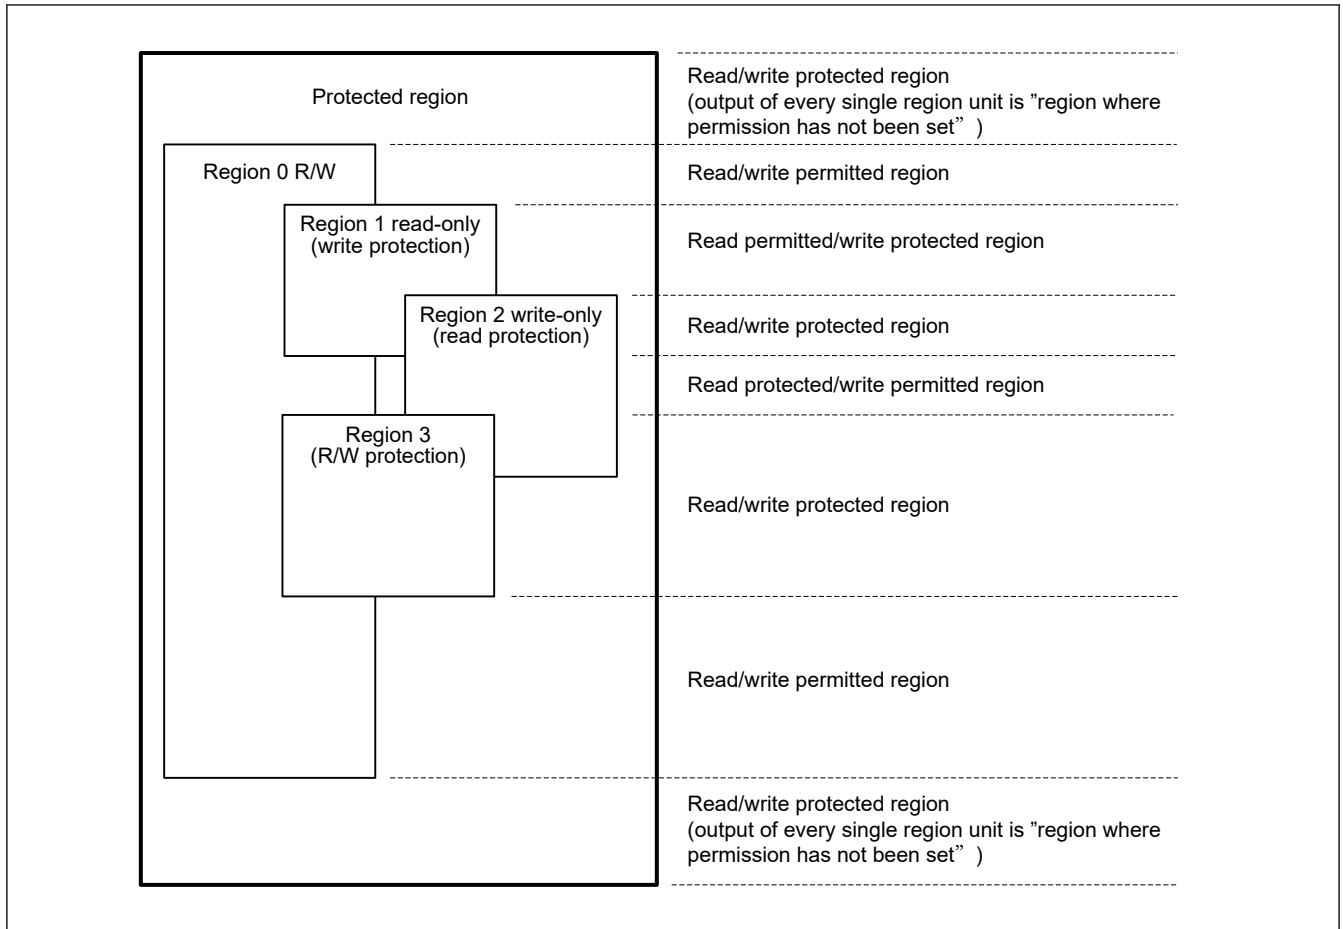 Protected region
Read/write protected region
(output of every single region unit is ”region where
permission has not been set” )
Region 0 R/W
Read/write permitted region
Region 1 read-only
(write protection)
Read permitted/write protected region
Region 2 write-only
(read protection)
Read/write protected region
Read protected/write permitted region
Region 3
(R/W protection)
Read/write protected region
Read/write permitted region
Read/write protected region
(output of every single region unit is ”region where
permission has not been set” )